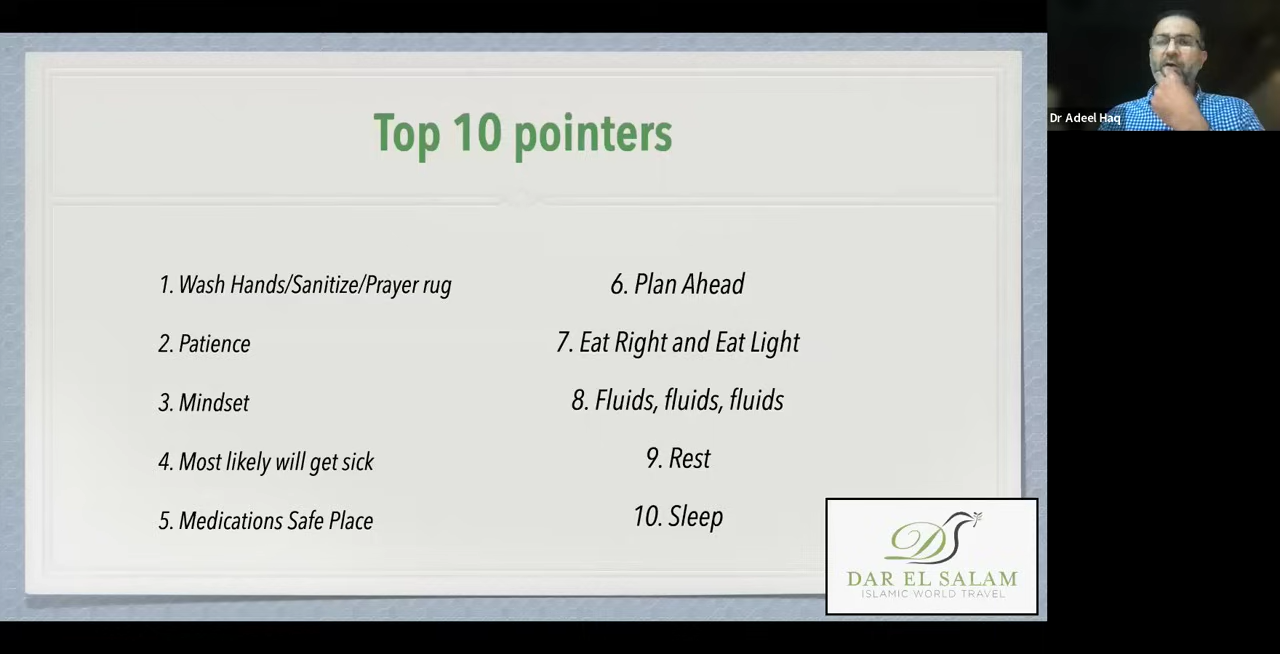 Top 10 pointers
1. Wash Hands/Sanitize/Prayer rug
2. Patience
3. Mindset
4. Most likely will get sick
5. Medications Safe Place
6. Plan Ahead
7. Eat Right and Eat Light
8. Fluids, fluids, fluids
9. Rest
10. Sleep
DS
DAR EL SALAM
ISLAMIC WORLD TRAVEL
Dr Adeel Haq